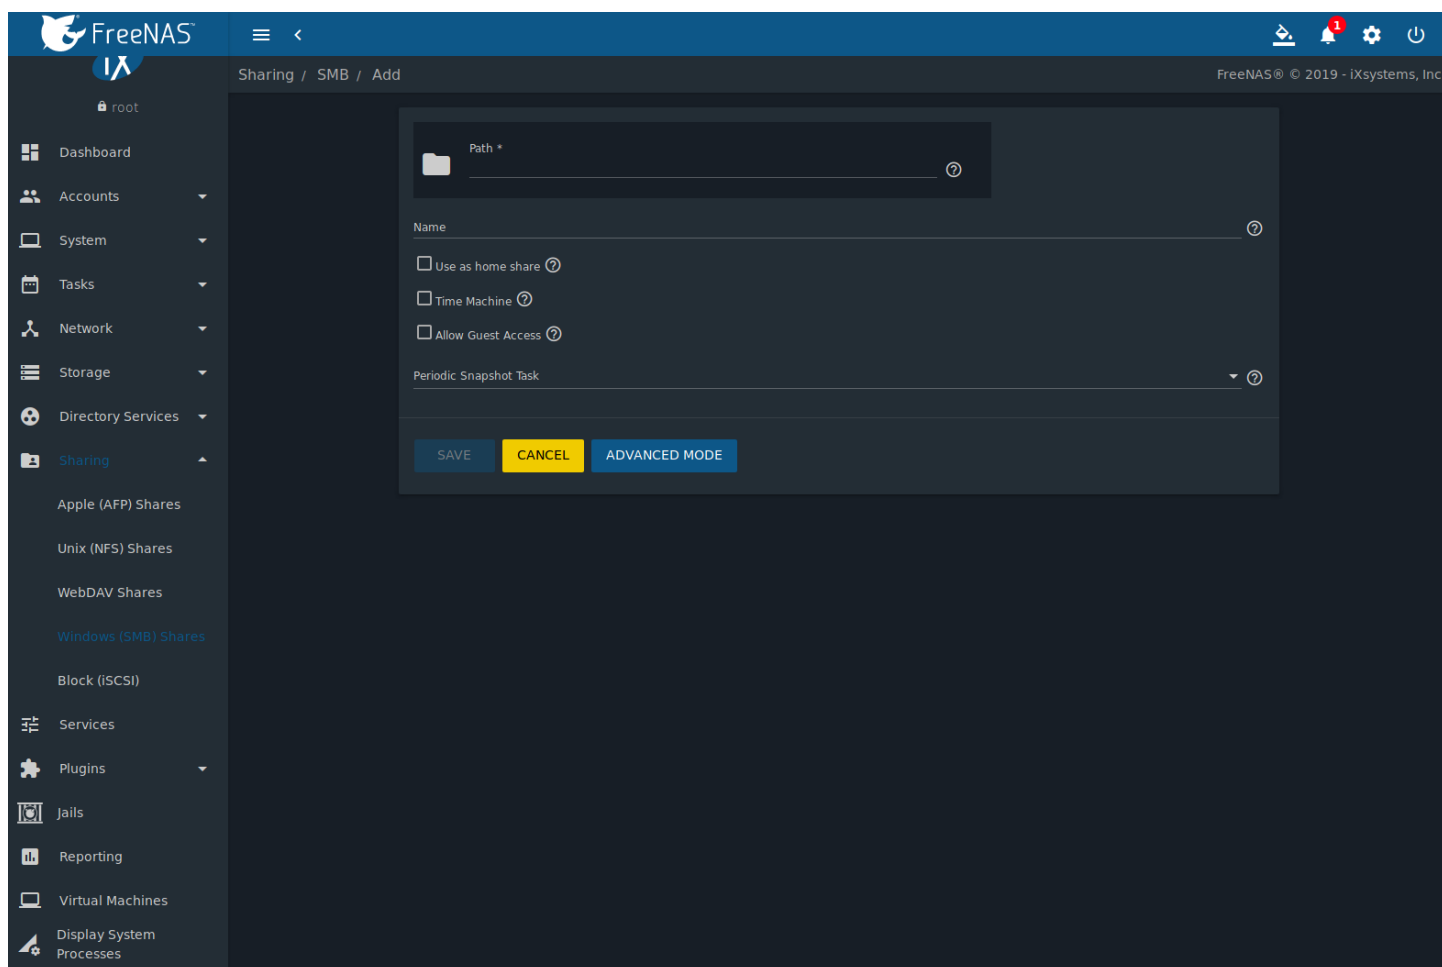 FreeNAS™
1
iX
root
Sharing / SMB / Add
FreeNAS® © 2019 - iXsystems, Inc
Dashboard
Accounts
System
Tasks
Network
Storage
Directory Services
Sharing
Apple (AFP) Shares
Unix (NFS) Shares
WebDAV Shares
Windows (SMB) Shares
Block (iSCSI)
Services
Plugins
Jails
Reporting
Virtual Machines
Display System
Processes
Path *
Name
Use as home share
Time Machine
Allow Guest Access
Periodic Snapshot Task
SAVE CANCEL ADVANCED MODE